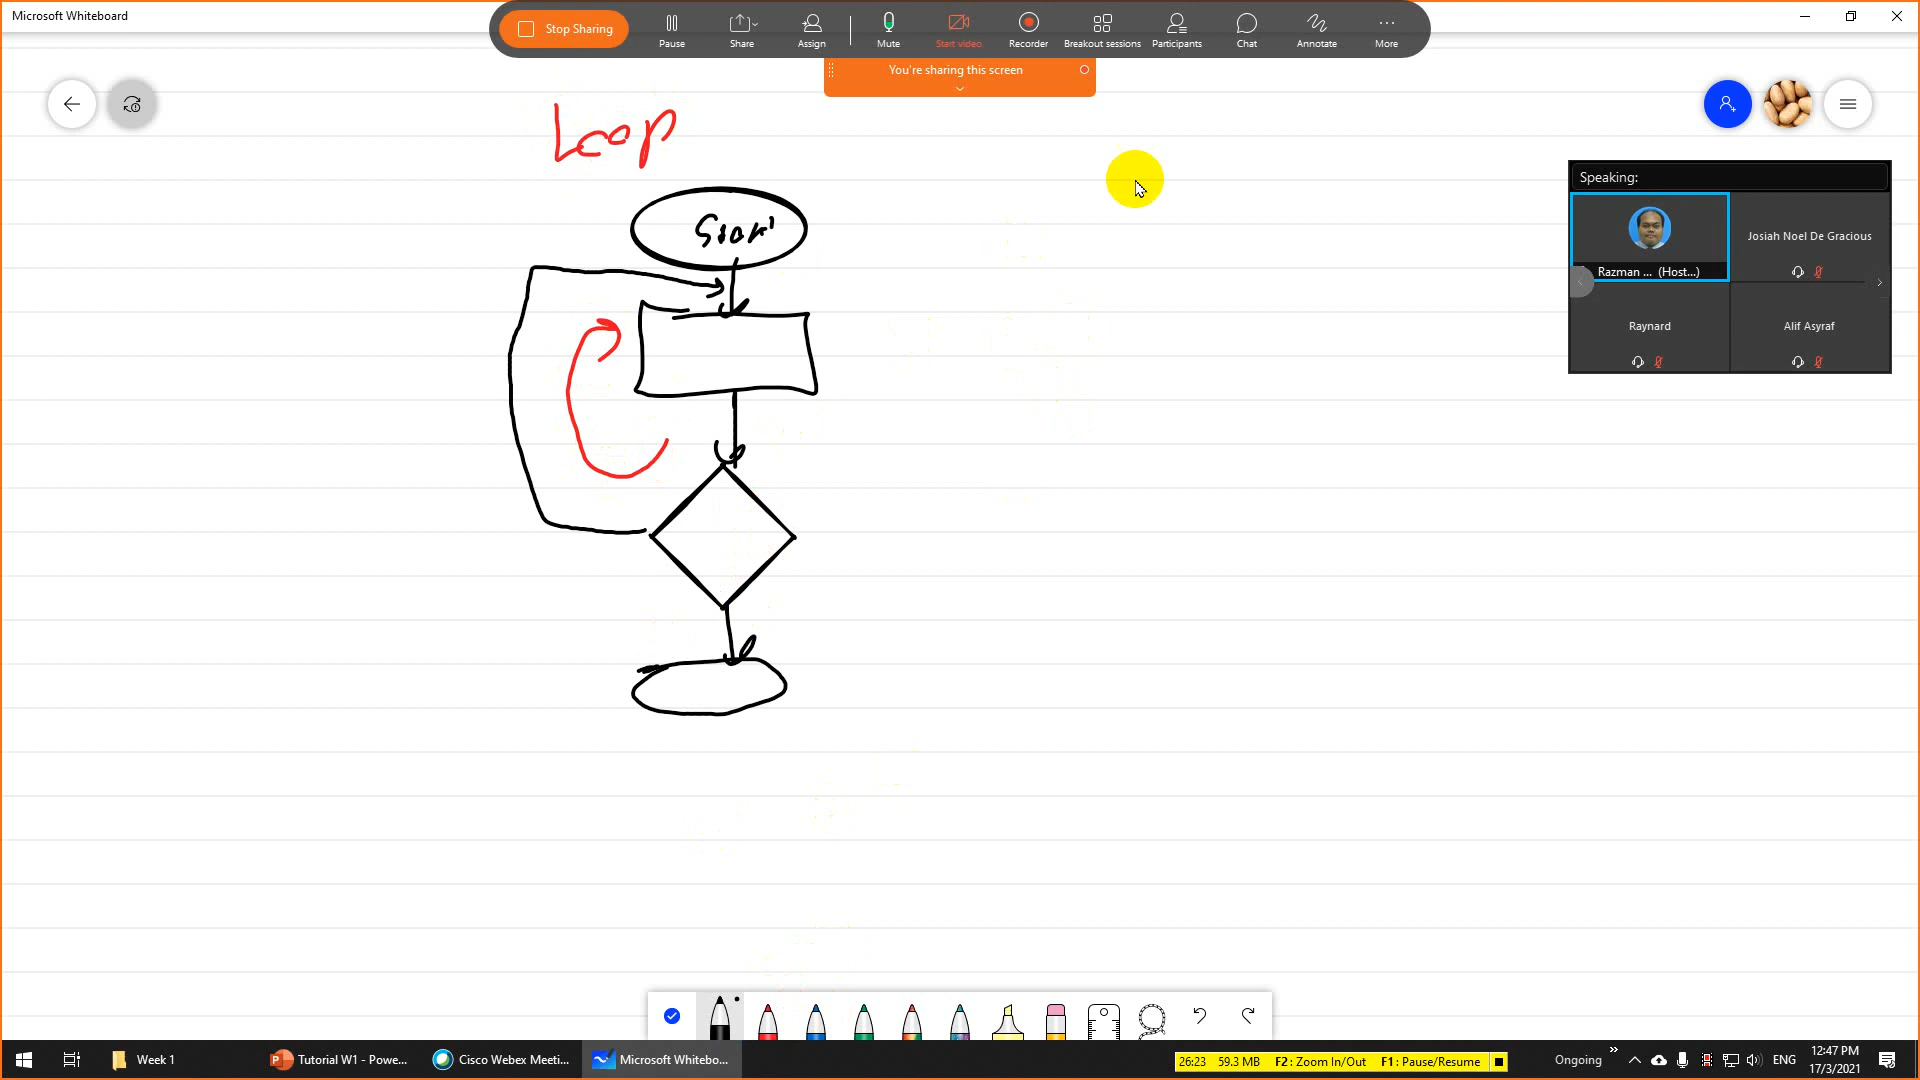 Microsoft Whiteboard
Stop Sharing
Pause
Share
Assign
Mute
Start video
Recorder
Breakout sessions
Participants
Chat
Annotate
More
You're sharing this screen
Loop
Start
Speaking:
Razman ... (Host...)
Josiah Noel De Gracious
Raynard
Alif Asyraf
Week 1
Tutorial W1 - Powe...
Cisco Webex Meeti...
Microsoft Whitebo...
26:23 59.3 MB F2 : Zoom In/Out F1 : Pause/Resume
Ongoing
ENG
12:47 PM
17/3/2021